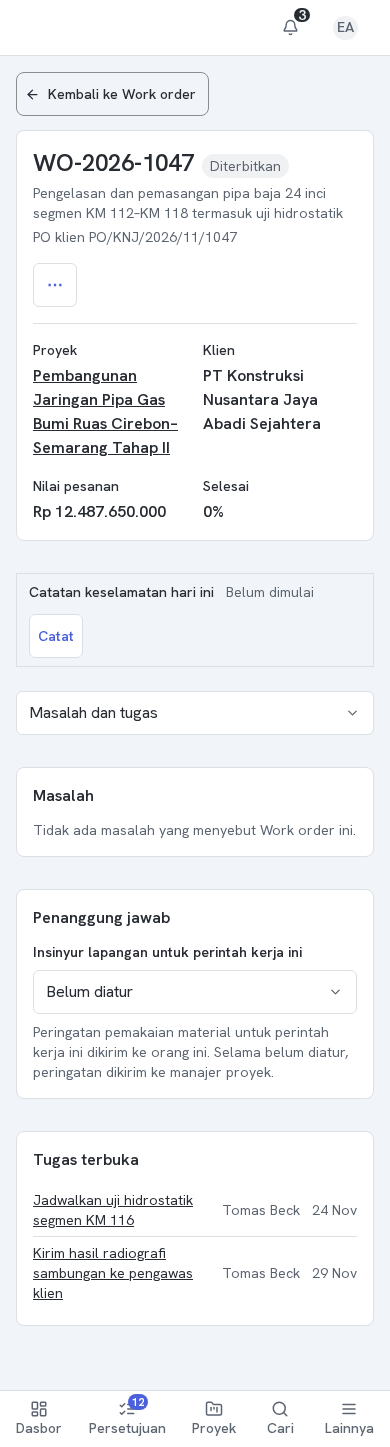 3
EA
Kembali ke Work order
WO-2026-1047 Diterbitkan
Pengelasan dan pemasangan pipa baja 24 inci
segmen KM 112–KM 118 termasuk uji hidrostatik
PO klien PO/KNJ/2026/11/1047
Proyek
Pembangunan
Jaringan Pipa Gas
Bumi Ruas Cirebon–
Semarang Tahap II
Klien
PT Konstruksi
Nusantara Jaya
Abadi Sejahtera
Nilai pesanan
Rp 12.487.650.000
Selesai
0%
Catatan keselamatan hari ini Belum dimulai
Catat
Masalah dan tugas
Masalah
Tidak ada masalah yang menyebut Work order ini.
Penanggung jawab
Insinyur lapangan untuk perintah kerja ini
Belum diatur
Peringatan pemakaian material untuk perintah
kerja ini dikirim ke orang ini. Selama belum diatur,
peringatan dikirim ke manajer proyek.
Tugas terbuka
Jadwalkan uji hidrostatik
segmen KM 116
Tomas Beck 24 Nov
Kirim hasil radiografi
sambungan ke pengawas
klien
Tomas Beck 29 Nov
12
Dasbor Persetujuan Proyek Cari Lainnya